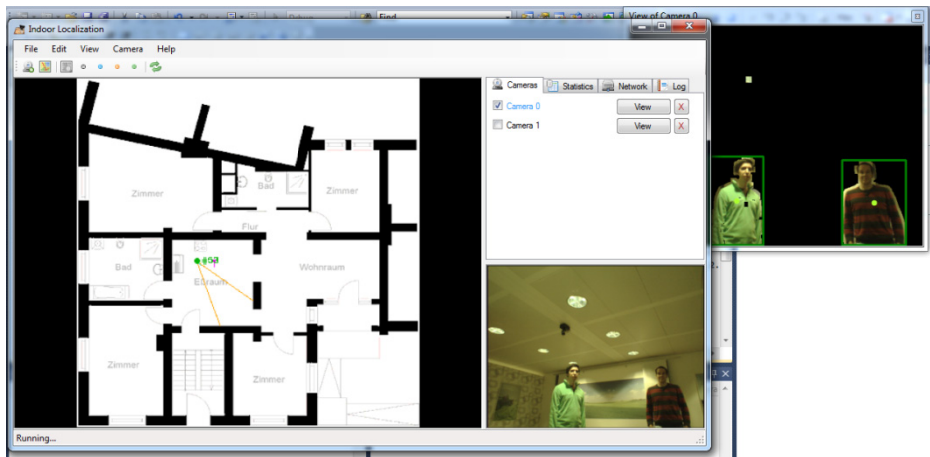 Find
View of Camera 0
Indoor Localization
File Edit View Camera Help
Cameras Statistics Network Log
Camera 0 View X
Camera 1 View X
Zimmer
Bad
Zimmer
Flur
Bad
Eßraum
Wohnraum
Zimmer
Zimmer
Running...